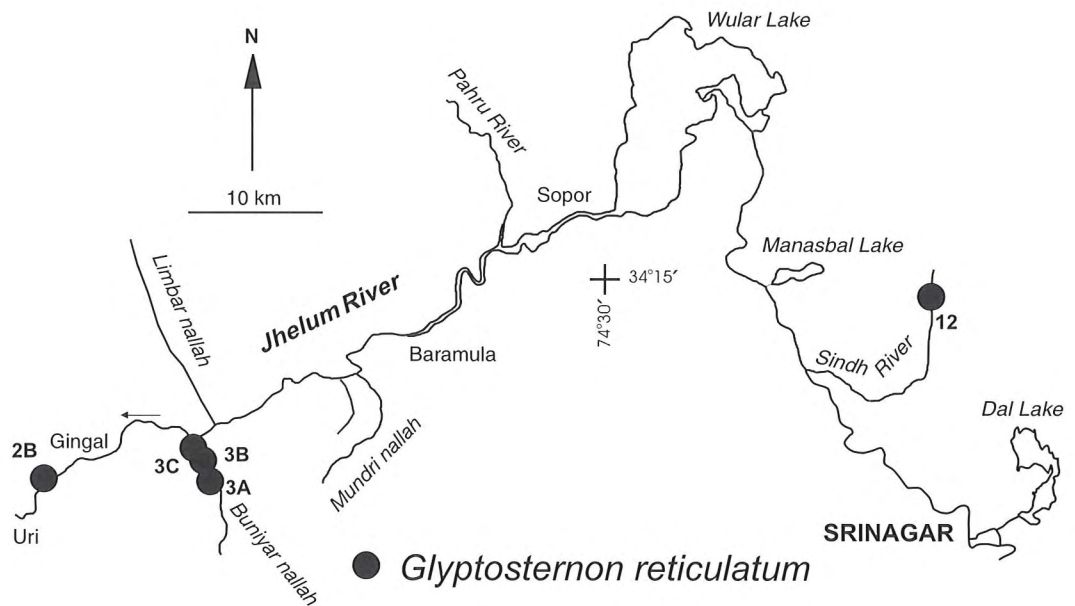 Wular Lake
N
Pahru River
10 km
Sopor
Manasbal Lake
34°15′
74°30′
Limbar nallah
Jhelum River
12
Baramula
Sindh River
Dal Lake
2B
Gingal
3C
3B
3A
Mundri nallah
Uri
Buniyar nallah
SRINAGAR
Glyptosternon reticulatum